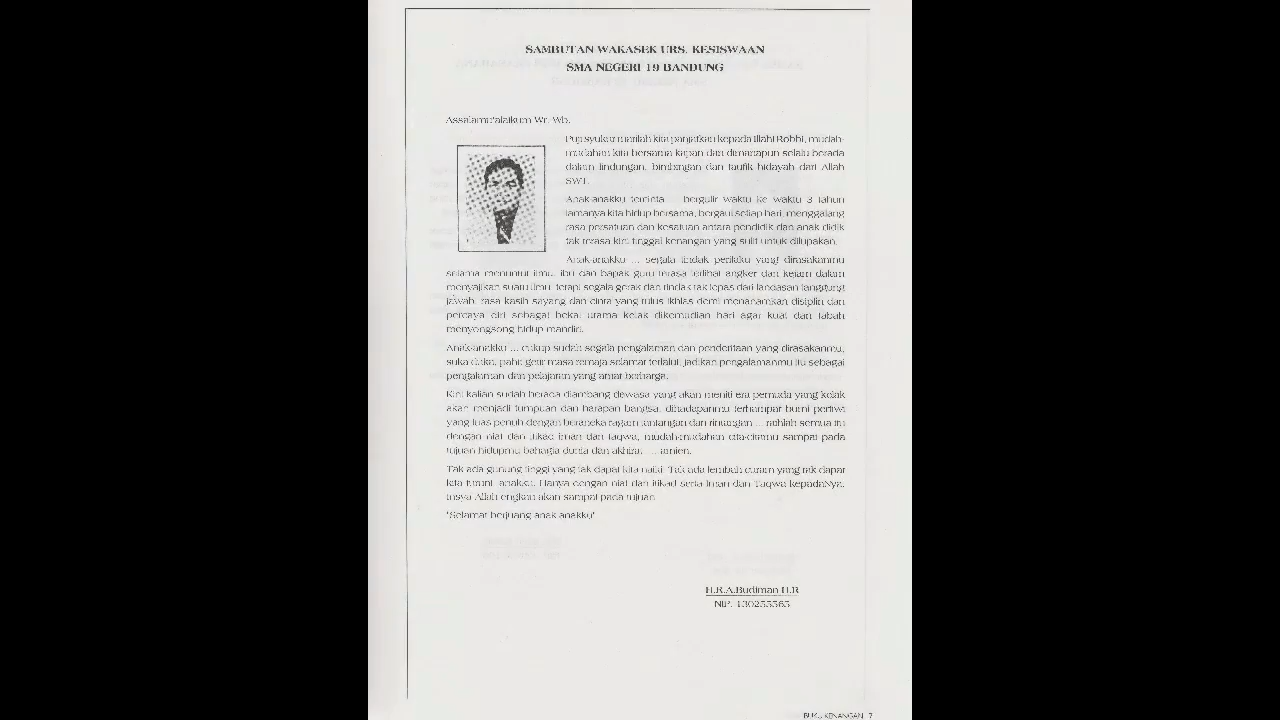 SAMBUTAN WAKASEK URS. KESISWAAN
SMA NEGERI 19 BANDUNG
Assalamu'alaikum Wr. Wb.
Puji syukur marilah kita panjatkan kepada Illahi Robbi, mudah-
mudahan kita bersama kapan dan dimanapun selalu berada
dalam lindungan, bimbingan dan taufik hidayah dari Allah
SWT.
Anak-anakku tercinta ... bergulir waktu ke waktu 3 tahun
lamanya kita hidup bersama, bergaul setiap hari, menggalang
rasa persatuan dan kesatuan antara pendidik dan anak didik
tak terasa kini tinggal kenangan yang sulit untuk dilupakan.
Anak-anakku ... segala tindak perilaku yang dirasakanmu
selama menuntut ilmu, ibu dan bapak guru terasa terlihat angker dan kejam dalam
menyajikan suatu ilmu, tetapi segala gerak dan tindak tak lepas dari landasan tanggung
jawab, rasa kasih sayang dan cinta yang tulus ikhlas demi menanamkan disiplin dan
percaya diri sebagai bekal utama kelak dikemudian hari agar kuat dan tabah
menyongsong hidup mandiri.
Anak-anakku ... cukup sudah segala pengalaman dan penderitaan yang dirasakanmu,
suka duka, pahit getir masa remaja selamat terlalui, jadikan pengalamanmu itu sebagai
pengalaman dan pelajaran yang amat berharga.
Kini kalian sudah berada diambang dewasa yang akan meniti era pemuda yang kelak
akan menjadi tumpuan dan harapan bangsa, dihadapanmu terhampar bumi pertiwi
yang luas penuh dengan beraneka ragam tantangan dan rintangan ... raihlah semua itu
dengan niat dan itikad iman dan taqwa, mudah-mudahan cita-citamu sampai pada
tujuan hidupmu bahagia dunia dan akhirat, ... amien.
Tak ada gunung tinggi yang tak dapat kita naiki. Tak ada lembah curam yang tak dapat
kita turuni, anakku. Hanya dengan niat dan itikad serta Iman dan Taqwa kepadaNya,
Insya Allah engkau akan sampai pada tujuan.
"Selamat berjuang anak-anakku"
H.R.A.Budiman H.R
NIP. 130255565
BUKU KENANGAN 7